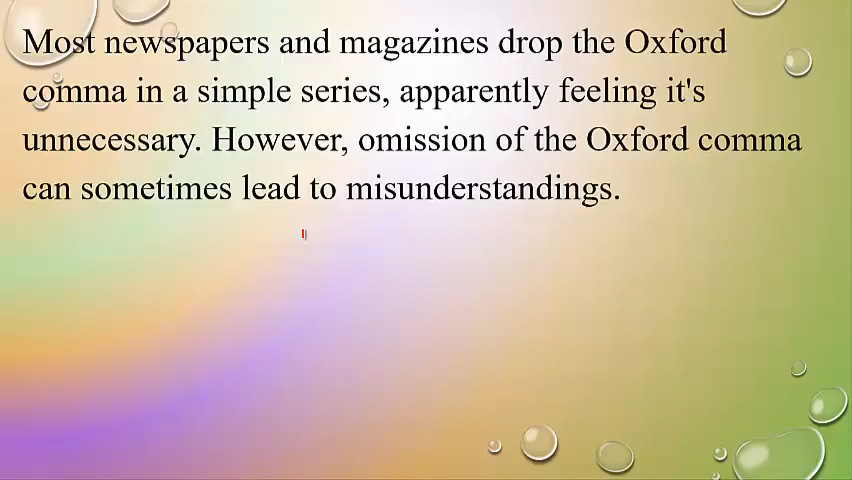 Most newspapers and magazines drop the Oxford
comma in a simple series, apparently feeling it's
unnecessary. However, omission of the Oxford comma
can sometimes lead to misunderstandings.